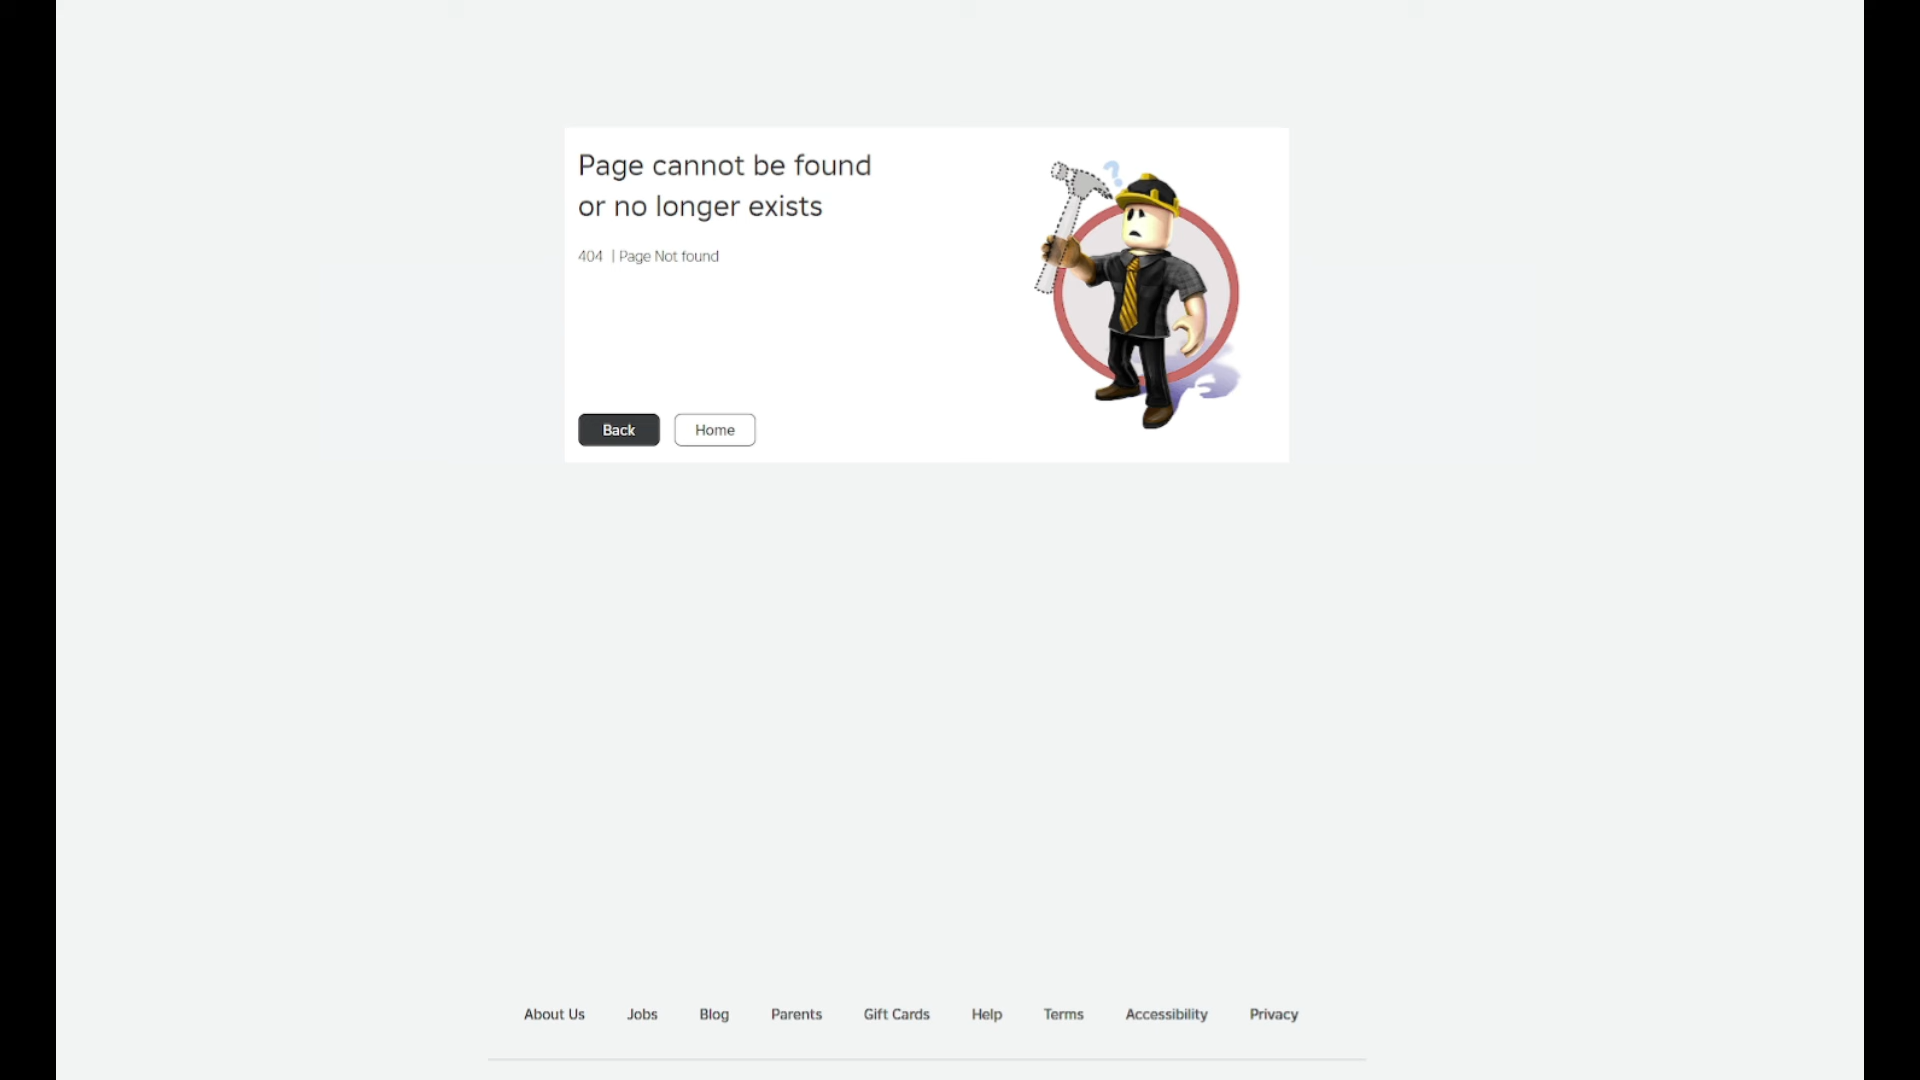 Page cannot be found
or no longer exists
?
404 | Page Not found
Back Home
About Us Jobs Blog Parents Gift Cards Help Terms Accessibility Privacy